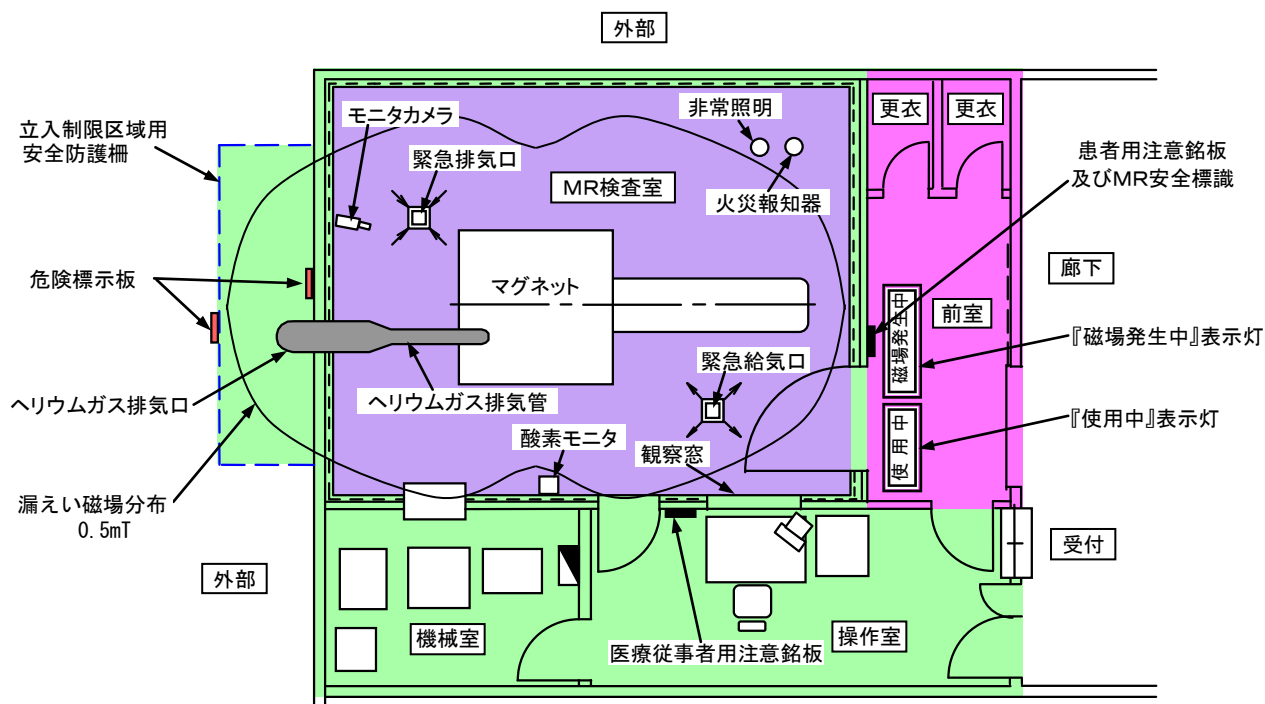 外部
モニタカメラ
非常照明
更衣
更衣
立入制限区域用
安全防護柵
緊急排気口
患者用注意銘板
及びMR安全標識
MR検査室
火災報知器
危険標示板
マグネット
廊下
前室
磁場発生中
『磁場発生中』表示灯
緊急給気口
ヘリウムガス排気口
ヘリウムガス排気管
『使用中』表示灯
使用中
酸素モニタ
観察窓
漏えい磁場分布
0.5mT
受付
外部
機械室
操作室
医療従事者用注意銘板